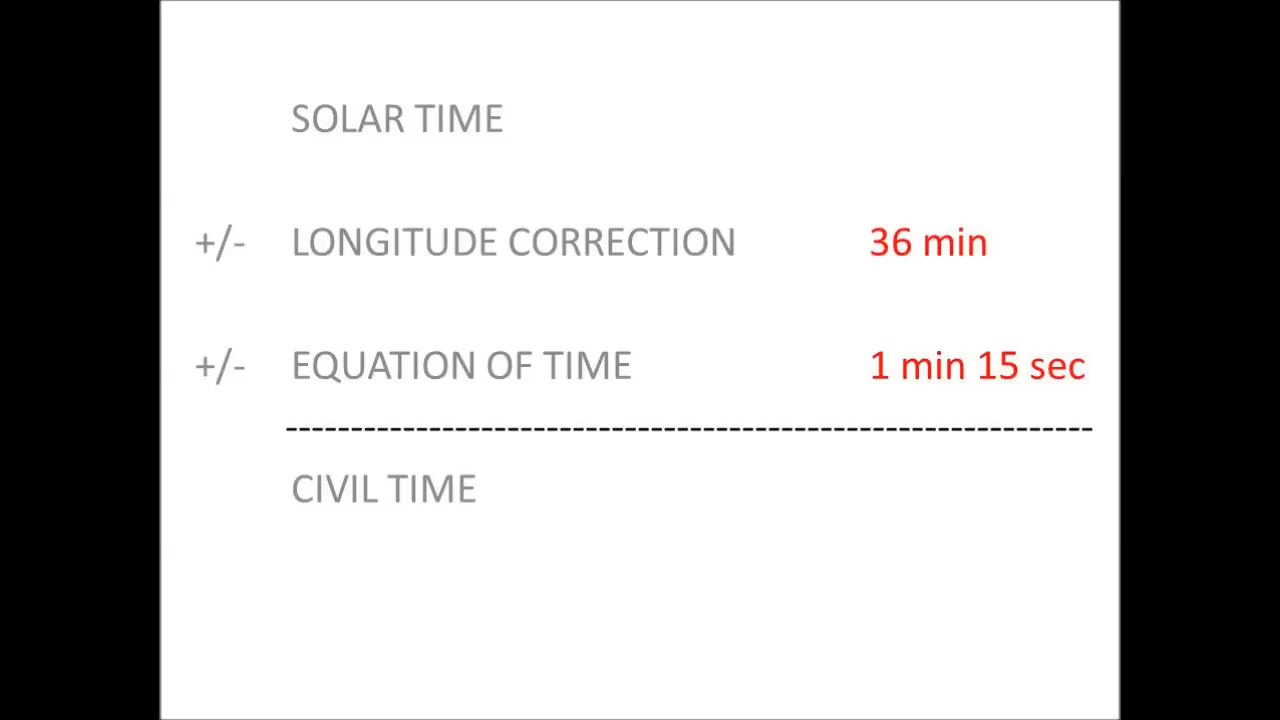 SOLAR TIME
+/- LONGITUDE CORRECTION 36 min
+/- EQUATION OF TIME 1 min 15 sec
--------------------------------------------------------------
CIVIL TIME